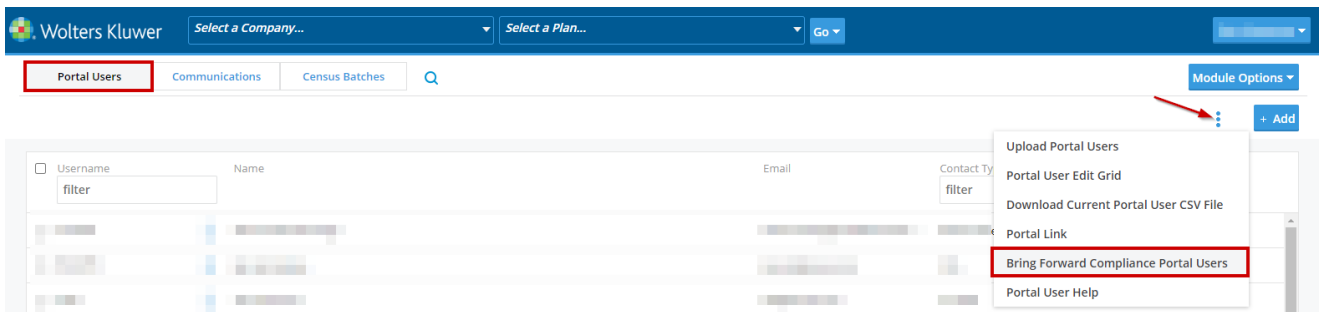 Wolters Kluwer Select a Company... Select a Plan... Go
Portal Users Communications Census Batches Module Options
+ Add
Upload Portal Users
Username Name Email Contact Ty
filter filter
Portal User Edit Grid
Download Current Portal User CSV File
Portal Link
Bring Forward Compliance Portal Users
Portal User Help